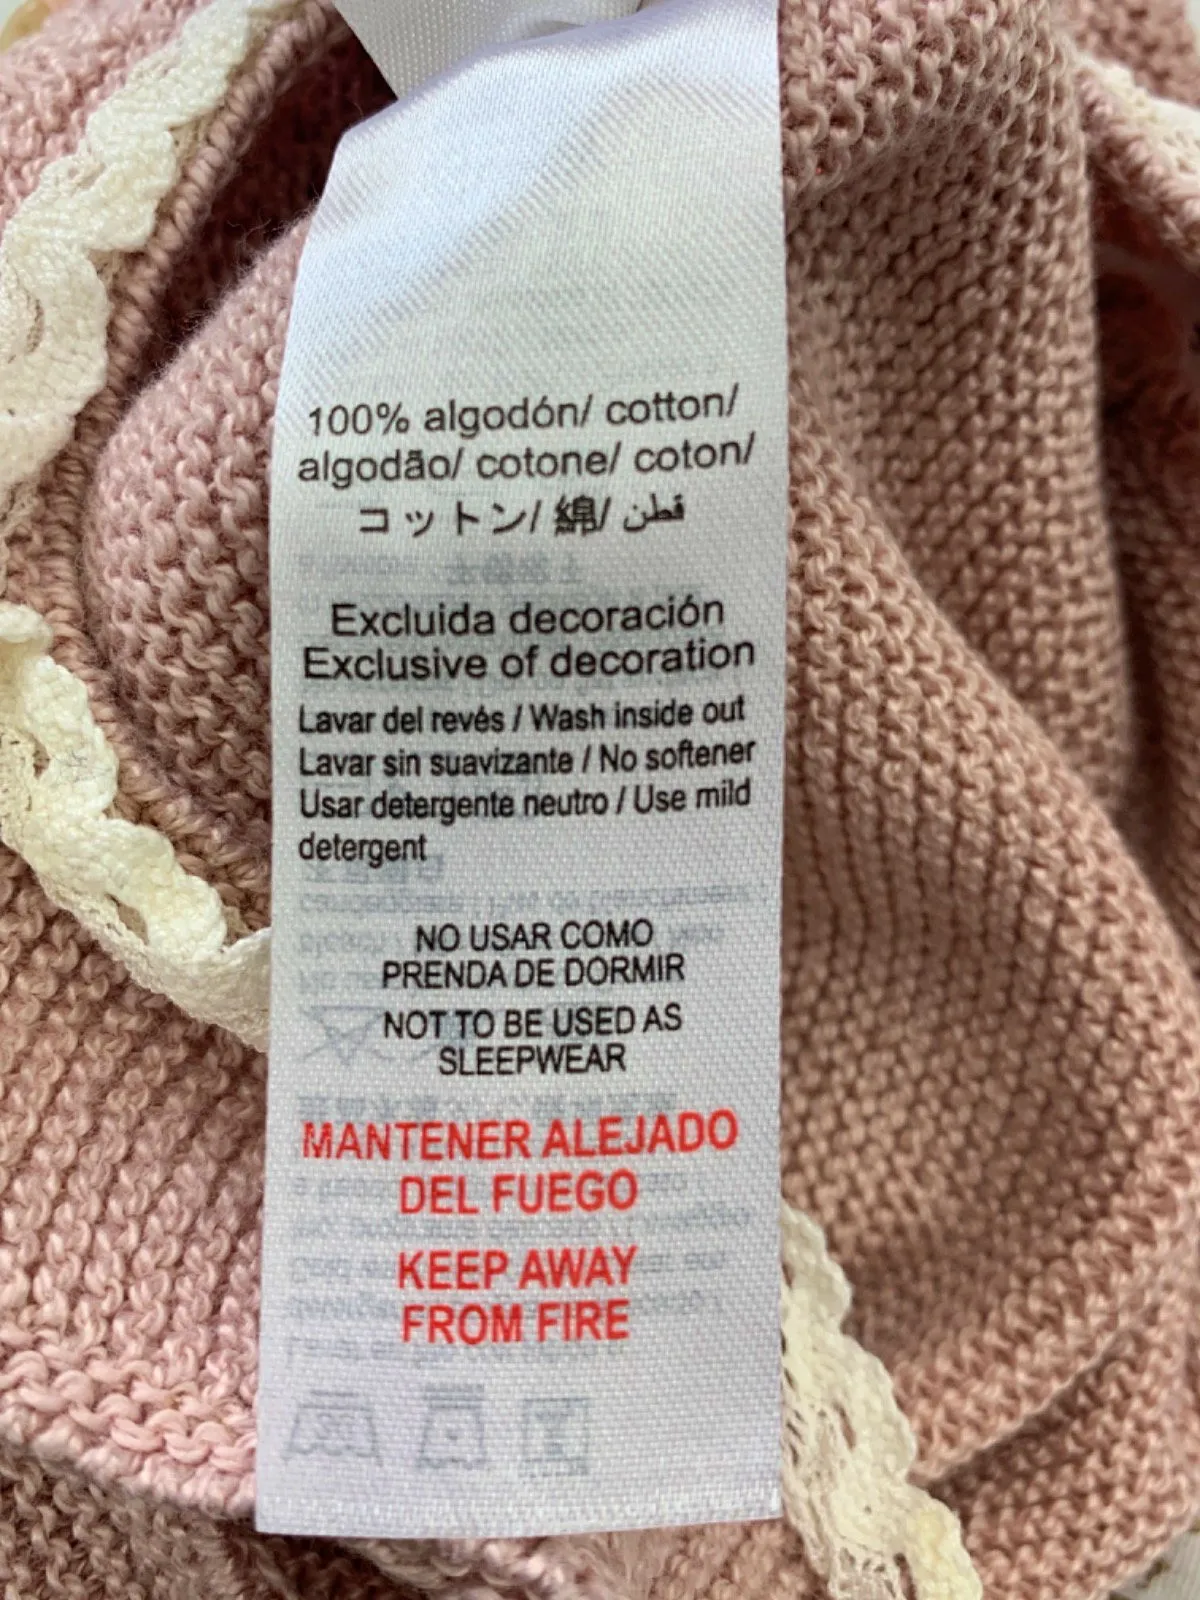 100% algodón/ cotton/
algodão/ cotone/ coton/
コットン/ 綿/ قطن
Excluida decoración
Exclusive of decoration
Lavar del revés / Wash inside out
Lavar sin suavizante / No softener
Usar detergente neutro / Use mild
detergent
NO USAR COMO
PRENDA DE DORMIR
NOT TO BE USED AS
SLEEPWEAR
MANTENER ALEJADO
DEL FUEGO
KEEP AWAY
FROM FIRE